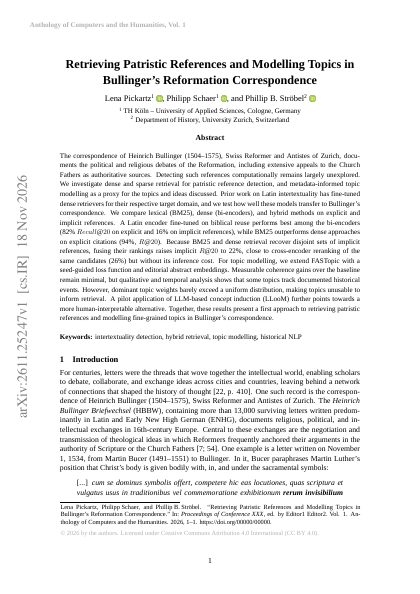 Anthology of Computers and the Humanities, Vol. 1
Retrieving Patristic References and Modelling Topics in
Bullinger's Reformation Correspondence
Lena Pickartz1, Philipp Schaer1, and Phillip B. Ströbel2
1 TH Köln – University of Applied Sciences, Cologne, Germany
2 Department of History, University Zurich, Switzerland
Abstract
The correspondence of Heinrich Bullinger (1504–1575), Swiss Reformer and Antistes of Zurich, docu-
ments the political and religious debates of the Reformation, including extensive appeals to the Church
Fathers as authoritative sources. Detecting such references computationally remains largely unexplored.
We investigate dense and sparse retrieval for patristic reference detection, and metadata-informed topic
modelling as a proxy for the topics and ideas discussed. Prior work on Latin intertextuality has fine-tuned
dense retrievers for their respective target domain, and we test how well these models transfer to Bullinger's
correspondence. We compare lexical (BM25), dense (bi-encoders), and hybrid methods on explicit and
implicit references. A Latin encoder fine-tuned on biblical reuse performs best among the bi-encoders
(82% Recall@20 on explicit and 16% on implicit references), while BM25 outperforms dense approaches
on explicit citations (94%, R@20). Because BM25 and dense retrieval recover disjoint sets of implicit
references, fusing their rankings raises implicit R@20 to 22%, close to cross-encoder reranking of the
same candidates (26%) but without its inference cost. For topic modelling, we extend FASTopic with a
seed-guided loss function and editorial abstract embeddings. Measurable coherence gains over the baseline
remain minimal, but qualitative and temporal analysis shows that some topics track documented historical
events. However, dominant topic weights barely exceed a uniform distribution, making topics unusable to
inform retrieval. A pilot application of LLM-based concept induction (LLooM) further points towards a
more human-interpretable alternative. Together, these results present a first approach to retrieving patristic
references and modelling fine-grained topics in Bullinger's correspondence.
Keywords: intertextuality detection, hybrid retrieval, topic modelling, historical NLP
1 Introduction
For centuries, letters were the threads that wove together the intellectual world, enabling scholars
to debate, collaborate, and exchange ideas across cities and countries, leaving behind a network
of connections that shaped the history of thought [22, p. 410]. One such record is the correspon-
dence of Heinrich Bullinger (1504–1575), Swiss Reformer and Antistes of Zurich. The Heinrich
Bullinger Briefwechsel (HBBW), containing more than 13,000 surviving letters written predom-
inantly in Latin and Early New High German (ENHG), documents religious, political, and in-
tellectual exchanges in 16th-century Europe. Central to these exchanges is the negotiation and
transmission of theological ideas in which Reformers frequently anchored their arguments in the
authority of Scripture or the Church Fathers [7; 54]. One example is a letter written on November
1, 1534, from Martin Bucer (1491–1551) to Bullinger. In it, Bucer paraphrases Martin Luther's
position that Christ's body is given bodily with, in, and under the sacramental symbols:
[...] cum se dominus symbolis offert, competere hic eas locutiones, quas scriptura et
vulgatus usus in traditionibus vel commemoratione exhibitionum rerum invisibilium
Lena Pickartz, Philipp Schaer, and Phillip B. Ströbel. "Retrieving Patristic References and Modelling Topics in
Bullinger's Reformation Correspondence." In: Proceedings of Conference XXX, ed. by Editor1 Editor2. Vol. 1. An-
thology of Computers and the Humanities. 2026, 1–1. https://doi.org/00000/00000.
© 2026 by the authors. Licensed under Creative Commons Attribution 4.0 International (CC BY 4.0).
1
arXiv:2611.25247v1 [cs.IR] 18 Nov 2026